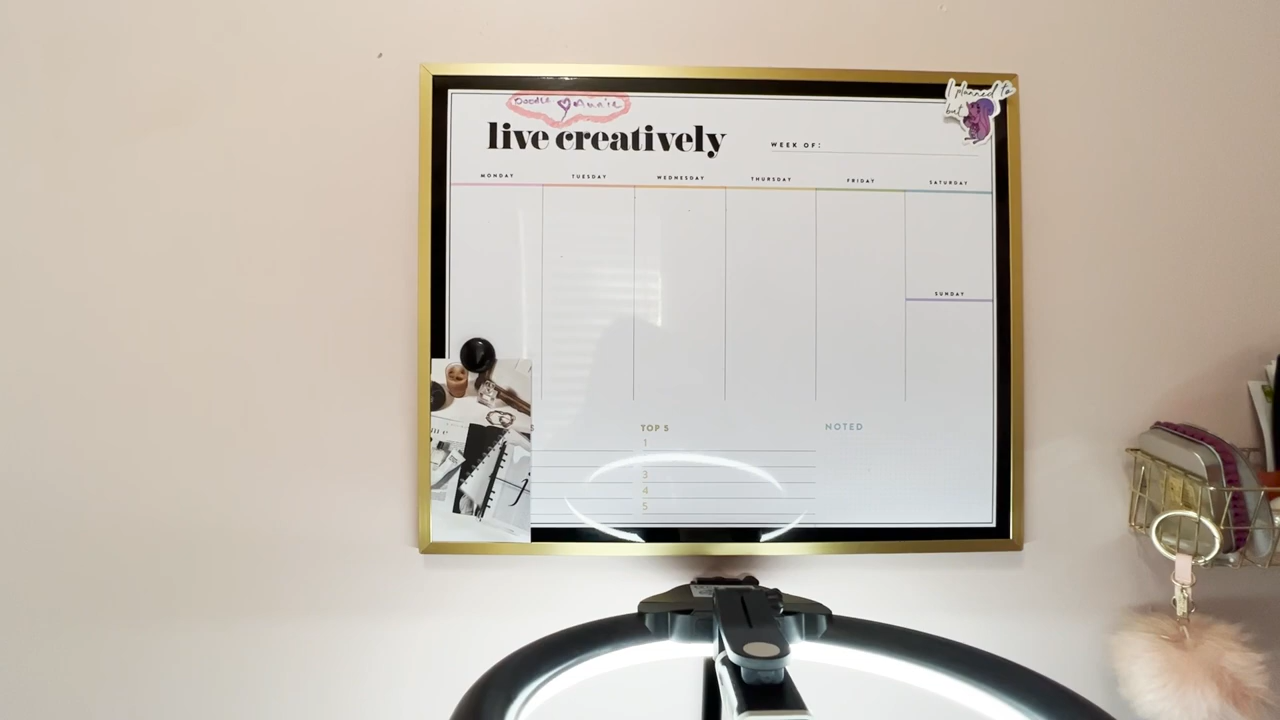 Doodle Annie
I planned to
but
live creatively
WEEK OF:
MONDAY TUESDAY WEDNESDAY THURSDAY FRIDAY SATURDAY
SUNDAY
TOP 5 NOTED
1
3
4
5